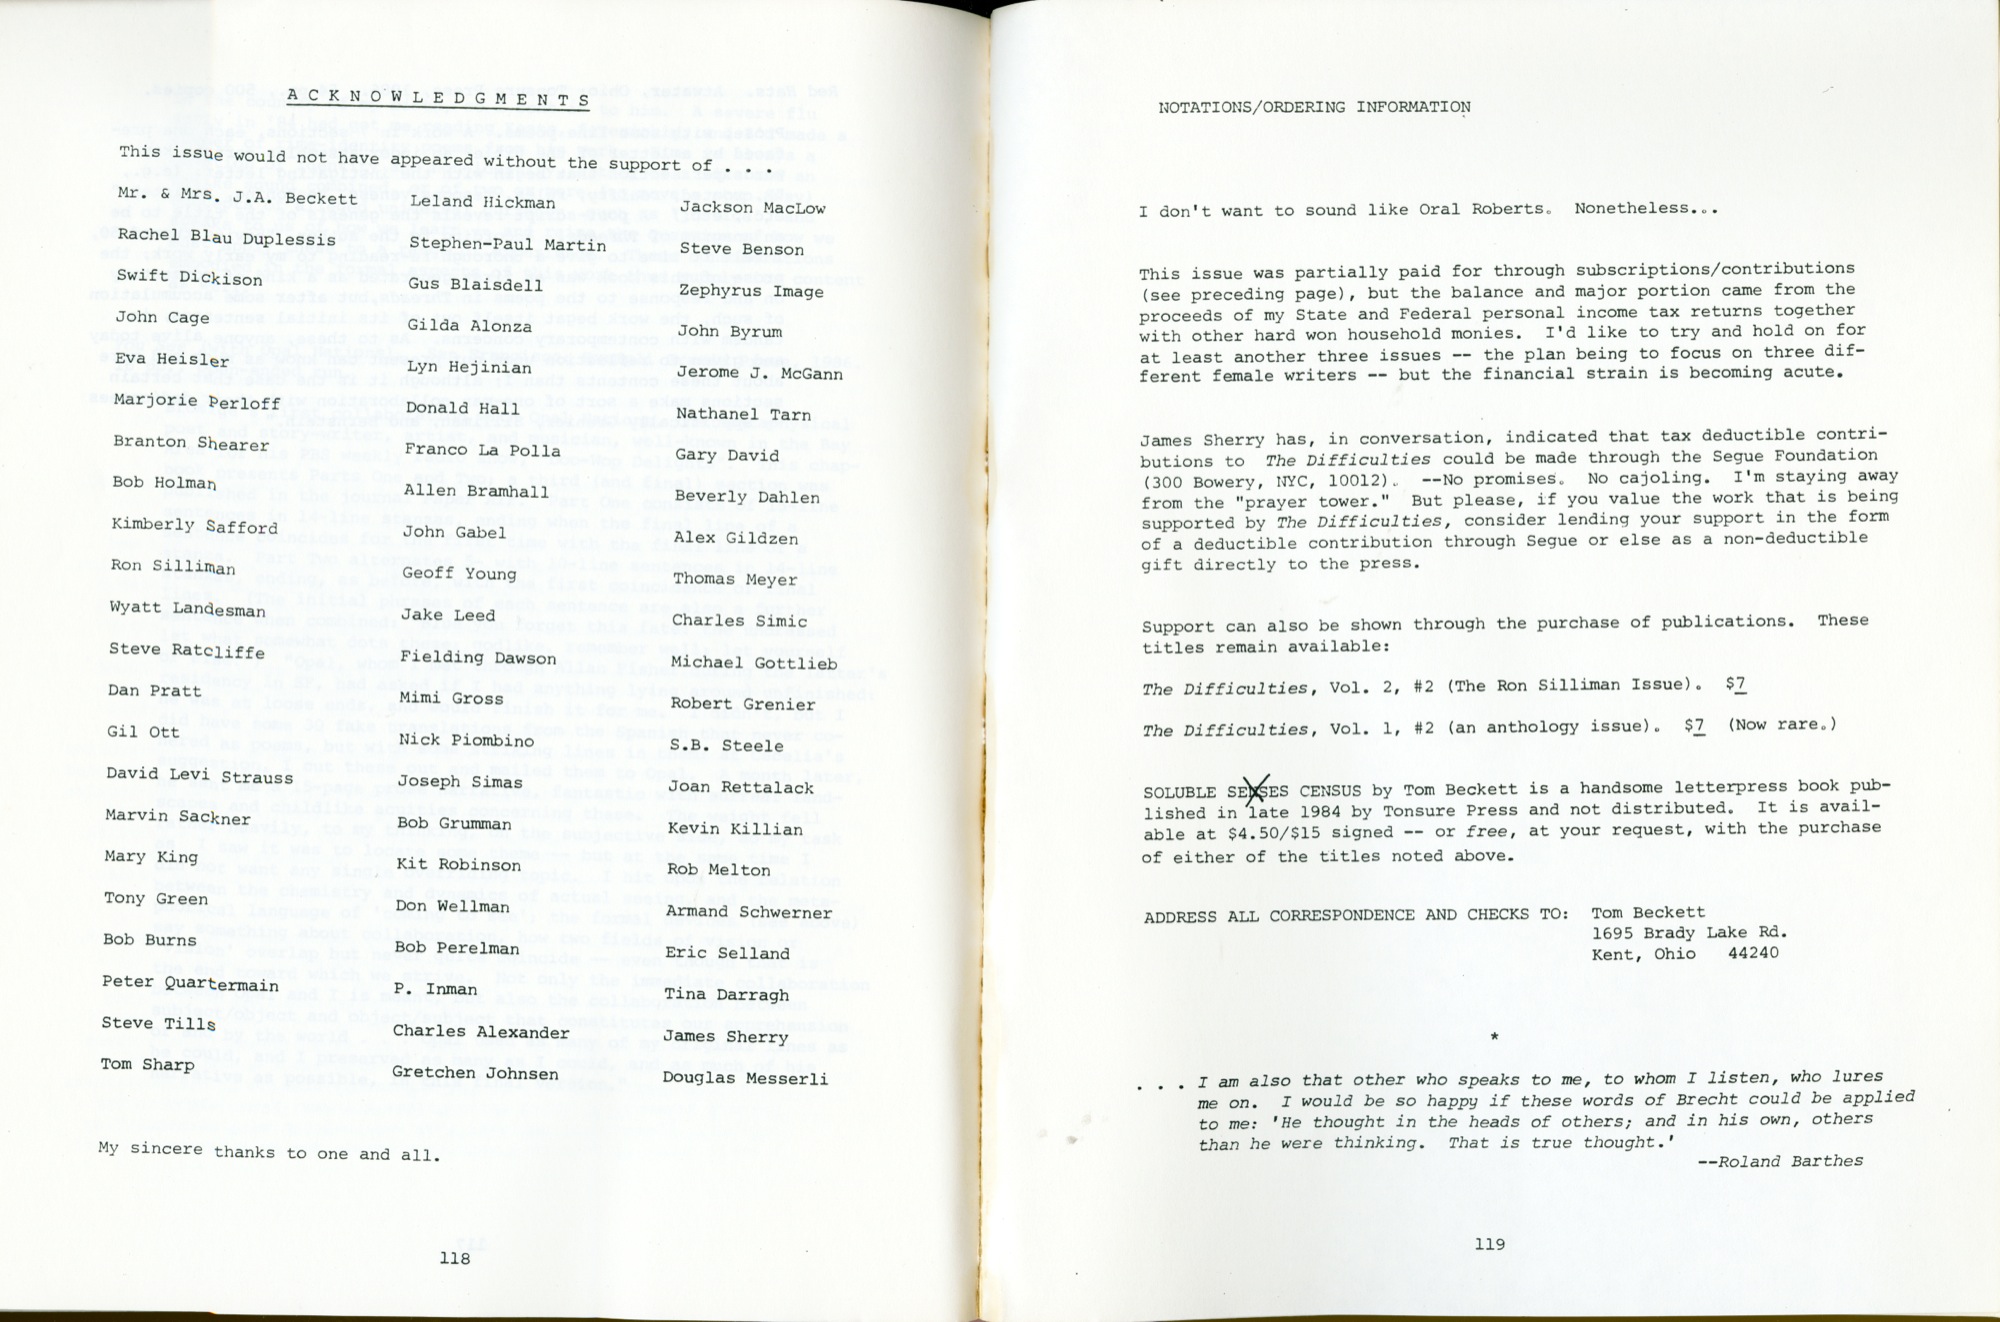 ACKNOWLEDGMENTS
This issue would not have appeared without the support of . . .
Mr. & Mrs. J.A. Beckett Leland Hickman Jackson MacLow
Rachel Blau Duplessis Stephen-Paul Martin Steve Benson
Swift Dickison Gus Blaisdell Zephyrus Image
John Cage Gilda Alonza John Byrum
Eva Heisler Lyn Hejinian Jerome J. McGann
Marjorie Perloff Donald Hall Nathanel Tarn
Branton Shearer Franco La Polla Gary David
Bob Holman Allen Bramhall Beverly Dahlen
Kimberly Safford John Gabel Alex Gildzen
Ron Silliman Geoff Young Thomas Meyer
Wyatt Landesman Jake Leed Charles Simic
Steve Ratcliffe Fielding Dawson Michael Gottlieb
Dan Pratt Mimi Gross Robert Grenier
Gil Ott Nick Piombino S.B. Steele
David Levi Strauss Joseph Simas Joan Rettalack
Marvin Sackner Bob Grumman Kevin Killian
Mary King Kit Robinson Rob Melton
Tony Green Don Wellman Armand Schwerner
Bob Burns Bob Perelman Eric Selland
Peter Quartermain P. Inman Tina Darragh
Steve Tills Charles Alexander James Sherry
Tom Sharp Gretchen Johnsen Douglas Messerli
My sincere thanks to one and all.
118
NOTATIONS/ORDERING INFORMATION
I don't want to sound like Oral Roberts. Nonetheless...
This issue was partially paid for through subscriptions/contributions
(see preceding page), but the balance and major portion came from the
proceeds of my State and Federal personal income tax returns together
with other hard won household monies. I'd like to try and hold on for
at least another three issues -- the plan being to focus on three dif-
ferent female writers -- but the financial strain is becoming acute.
James Sherry has, in conversation, indicated that tax deductible contri-
butions to The Difficulties could be made through the Segue Foundation
(300 Bowery, NYC, 10012). --No promises. No cajoling. I'm staying away
from the "prayer tower." But please, if you value the work that is being
supported by The Difficulties, consider lending your support in the form
of a deductible contribution through Segue or else as a non-deductible
gift directly to the press.
Support can also be shown through the purchase of publications. These
titles remain available:
The Difficulties, Vol. 2, #2 (The Ron Silliman Issue). $7
The Difficulties, Vol. 1, #2 (an anthology issue). $7 (Now rare.)
SOLUBLE SENSES CENSUS by Tom Beckett is a handsome letterpress book pub-
lished in late 1984 by Tonsure Press and not distributed. It is avail-
able at $4.50/$15 signed -- or free, at your request, with the purchase
of either of the titles noted above.
ADDRESS ALL CORRESPONDENCE AND CHECKS TO: Tom Beckett
1695 Brady Lake Rd.
Kent, Ohio 44240
*
. . . I am also that other who speaks to me, to whom I listen, who lures
me on. I would be so happy if these words of Brecht could be applied
to me: 'He thought in the heads of others; and in his own, others
than he were thinking. That is true thought.'
--Roland Barthes
119